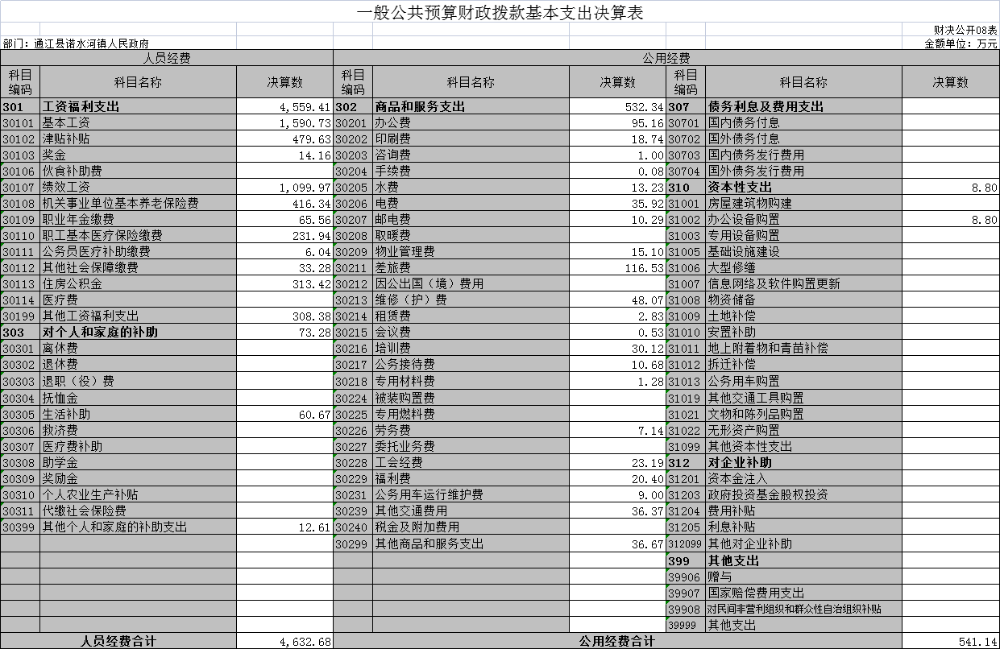 一般公共预算财政拨款基本支出决算表
财决公开08表
部门：通江县诺水河镇人民政府 金额单位：万元
人员经费 公用经费
科目编码 科目名称 决算数 科目编码 科目名称 决算数 科目编码 科目名称 决算数
301 工资福利支出 4,559.41 302 商品和服务支出 532.34 307 债务利息及费用支出
30101 基本工资 1,590.73 30201 办公费 95.16 30701 国内债务付息
30102 津贴补贴 479.63 30202 印刷费 18.74 30702 国外债务付息
30103 奖金 14.16 30203 咨询费 1.00 30703 国内债务发行费用
30106 伙食补助费 30204 手续费 0.08 30704 国外债务发行费用
30107 绩效工资 1,099.97 30205 水费 13.23 310 资本性支出 8.80
30108 机关事业单位基本养老保险费 416.34 30206 电费 35.92 31001 房屋建筑物购建
30109 职业年金缴费 65.56 30207 邮电费 10.29 31002 办公设备购置 8.80
30110 职工基本医疗保险缴费 231.94 30208 取暖费 31003 专用设备购置
30111 公务员医疗补助缴费 6.04 30209 物业管理费 15.10 31005 基础设施建设
30112 其他社会保障缴费 33.28 30211 差旅费 116.53 31006 大型修缮
30113 住房公积金 313.42 30212 因公出国（境）费用 31007 信息网络及软件购置更新
30114 医疗费 30213 维修（护）费 48.07 31008 物资储备
30199 其他工资福利支出 308.38 30214 租赁费 2.83 31009 土地补偿
303 对个人和家庭的补助 73.28 30215 会议费 0.53 31010 安置补助
30301 离休费 30216 培训费 30.12 31011 地上附着物和青苗补偿
30302 退休费 30217 公务接待费 10.68 31012 拆迁补偿
30303 退职（役）费 30218 专用材料费 1.28 31013 公务用车购置
30304 抚恤金 30224 被装购置费 31019 其他交通工具购置
30305 生活补助 60.67 30225 专用燃料费 31021 文物和陈列品购置
30306 救济费 30226 劳务费 7.14 31022 无形资产购置
30307 医疗费补助 30227 委托业务费 31099 其他资本性支出
30308 助学金 30228 工会经费 23.19 312 对企业补助
30309 奖励金 30229 福利费 20.40 31201 资本金注入
30310 个人农业生产补贴 30231 公务用车运行维护费 9.00 31203 政府投资基金股权投资
30311 代缴社会保险费 30239 其他交通费用 36.37 31204 费用补贴
30399 其他个人和家庭的补助支出 12.61 30240 税金及附加费用 31205 利息补贴
30299 其他商品和服务支出 36.67 312099 其他对企业补助
399 其他支出
39906 赠与
39907 国家赔偿费用支出
39908 对民间非营利组织和群众性自治组织补贴
39999 其他支出
人员经费合计 4,632.68 公用经费合计 541.14